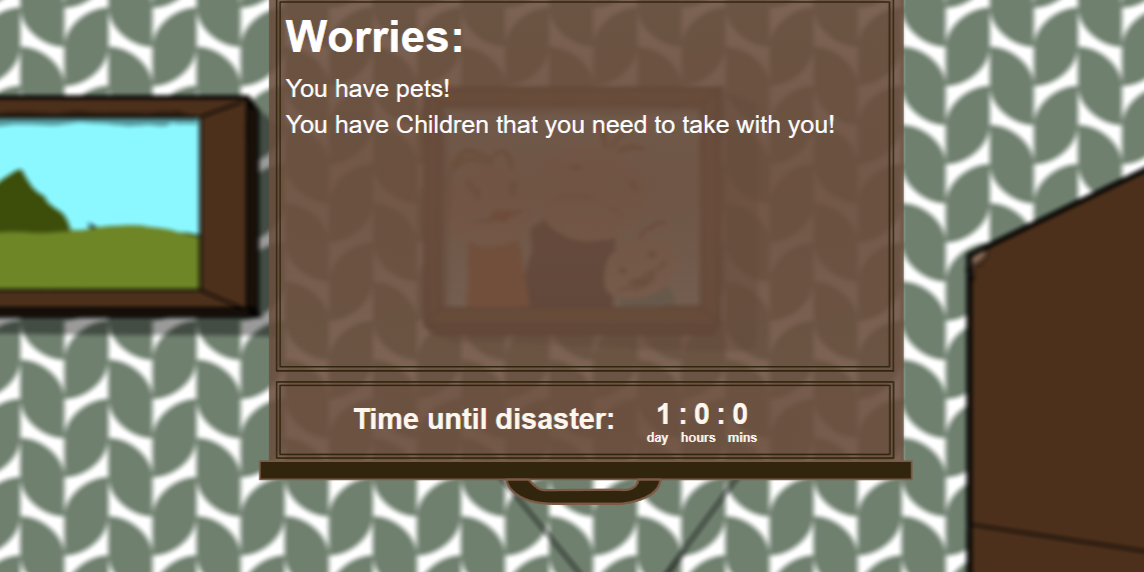 Worries:
You have pets!
You have Children that you need to take with you!
Time until disaster: 1 : 0 : 0
day hours mins